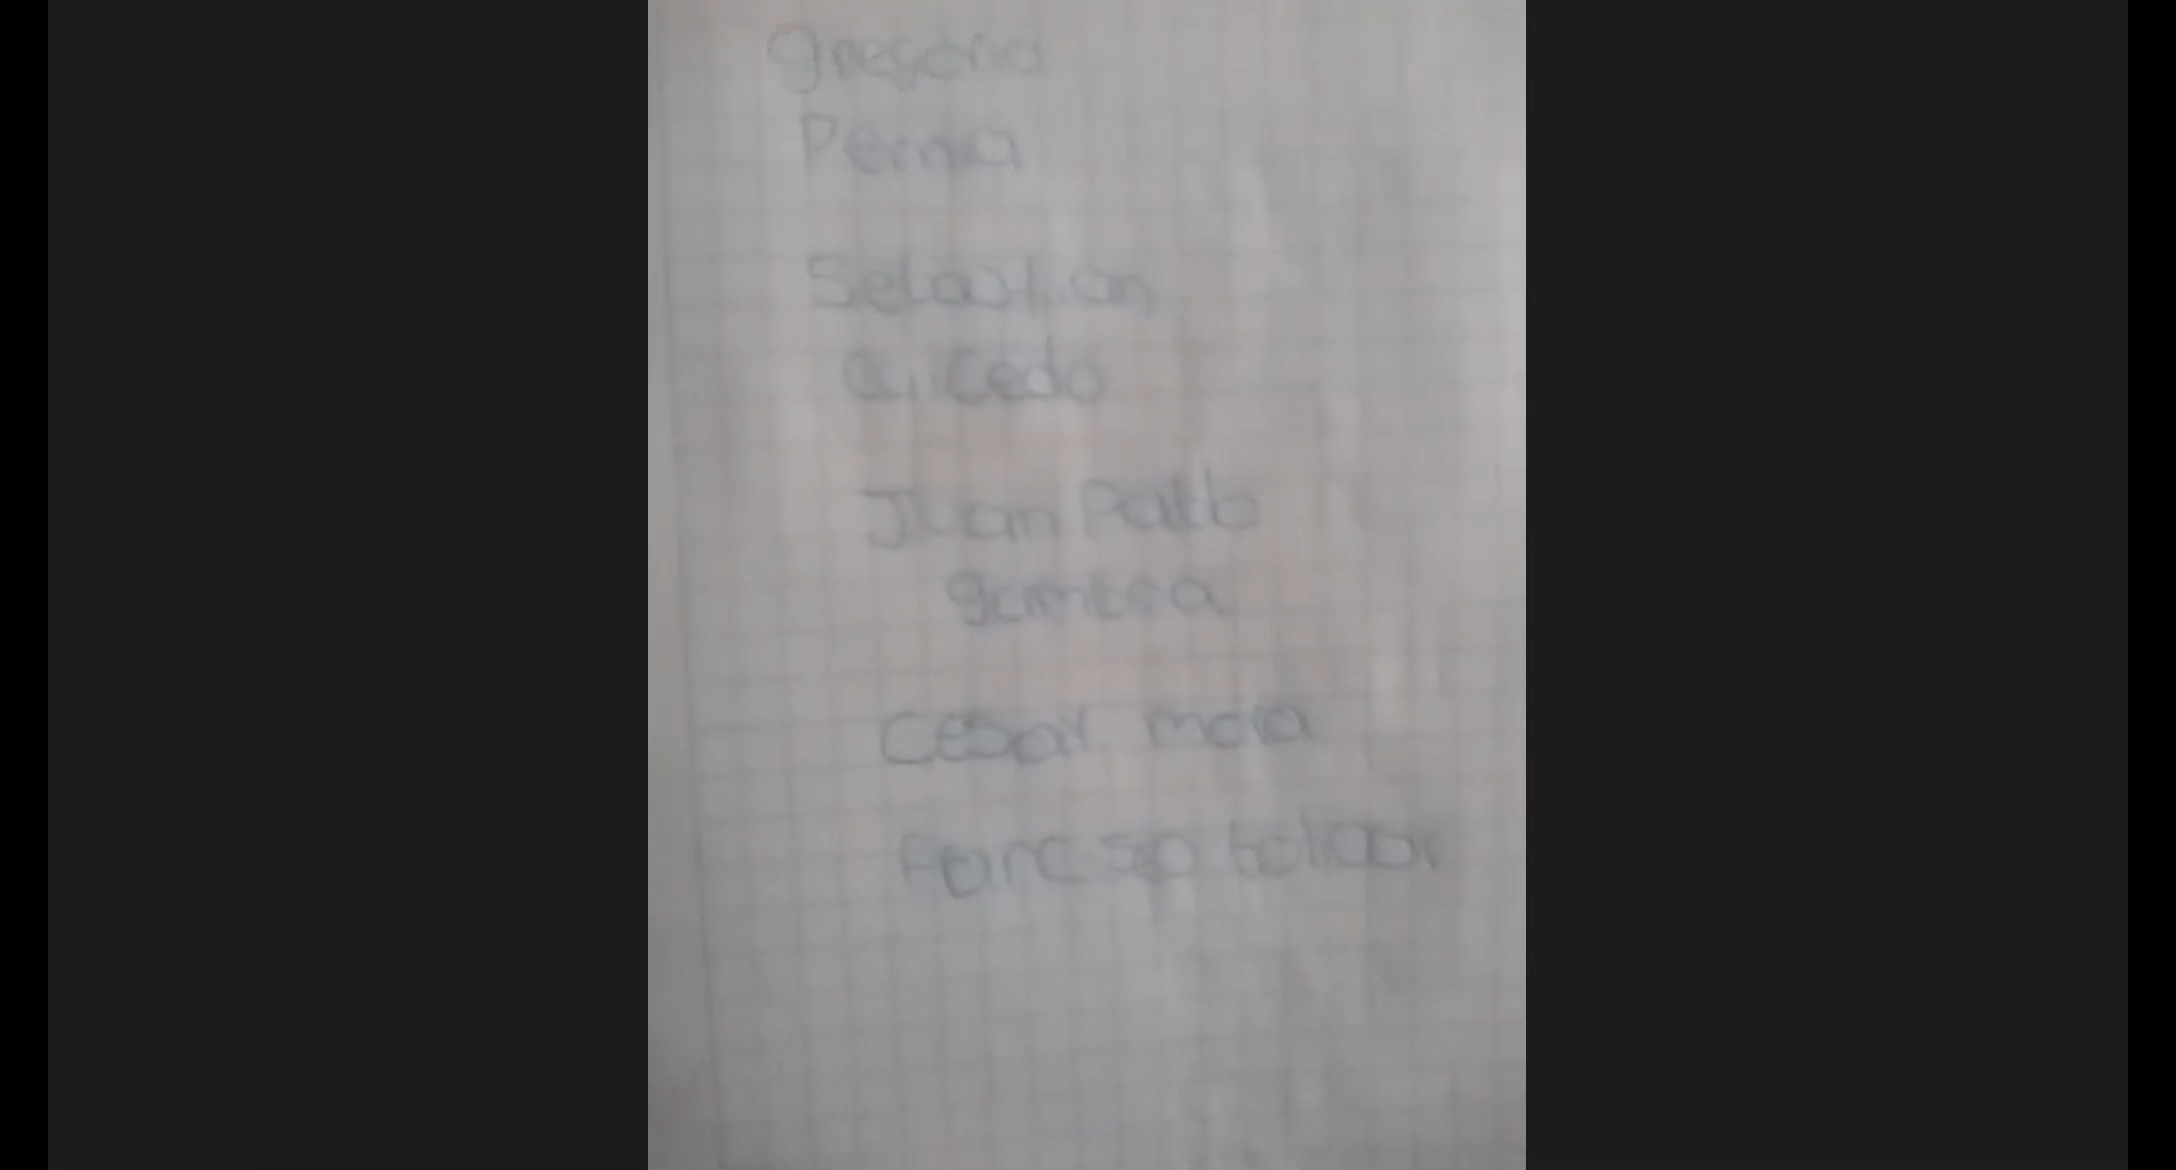 gregorio
Pernia
Sebastian
caicedo
Juan Pablo
gamboa
Cesar mora